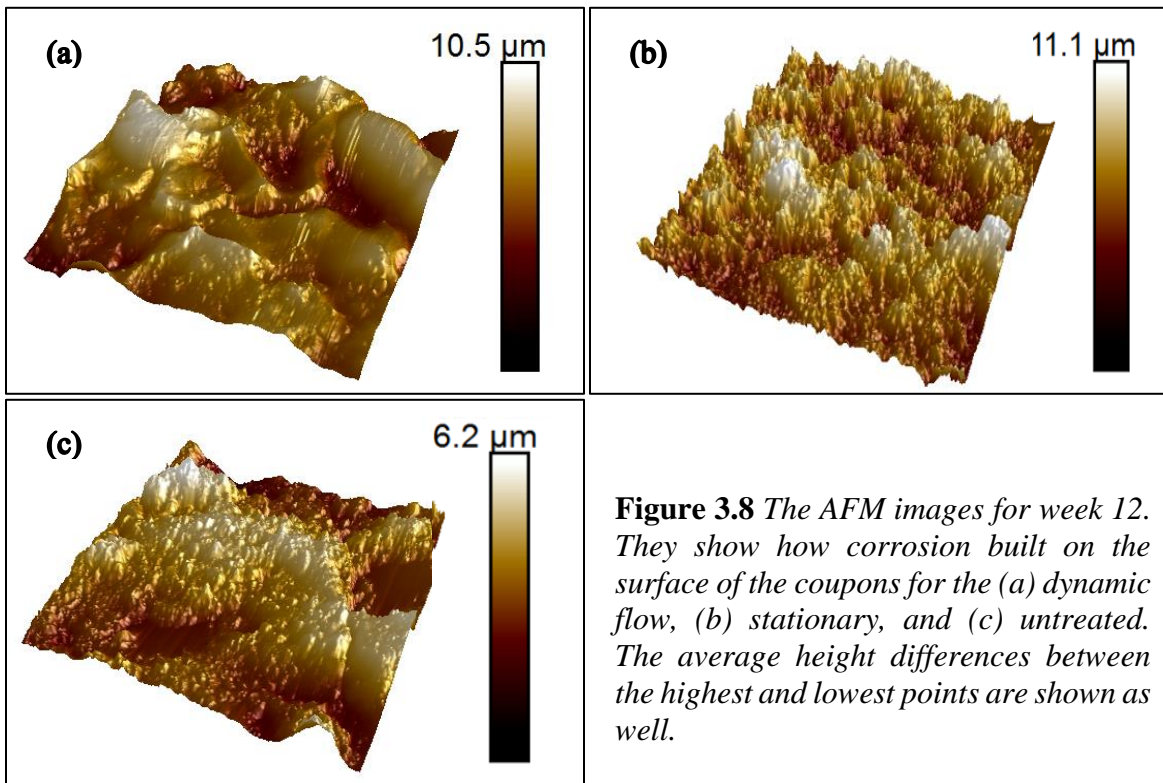 (a)
10.5 µm
(b)
11.1 µm
(c)
6.2 µm
Figure 3.8 The AFM images for week 12.
They show how corrosion built on the
surface of the coupons for the (a) dynamic
flow, (b) stationary, and (c) untreated.
The average height differences between
the highest and lowest points are shown as
well.